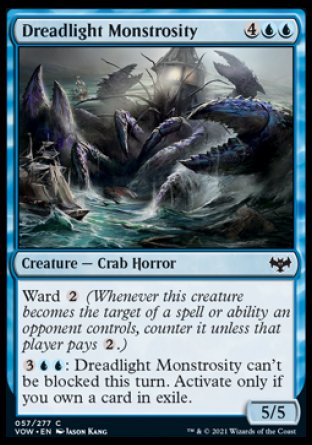 Dreadlight Monstrosity 4
Creature — Crab Horror
Ward 2 (Whenever this creature
becomes the target of a spell or ability an
opponent controls, counter it unless that
player pays 2.)
3: Dreadlight Monstrosity can't
be blocked this turn. Activate only if
you own a card in exile.
5/5
057/277 C
VOW • EN Jason Kang ™ & © 2021 Wizards of the Coast